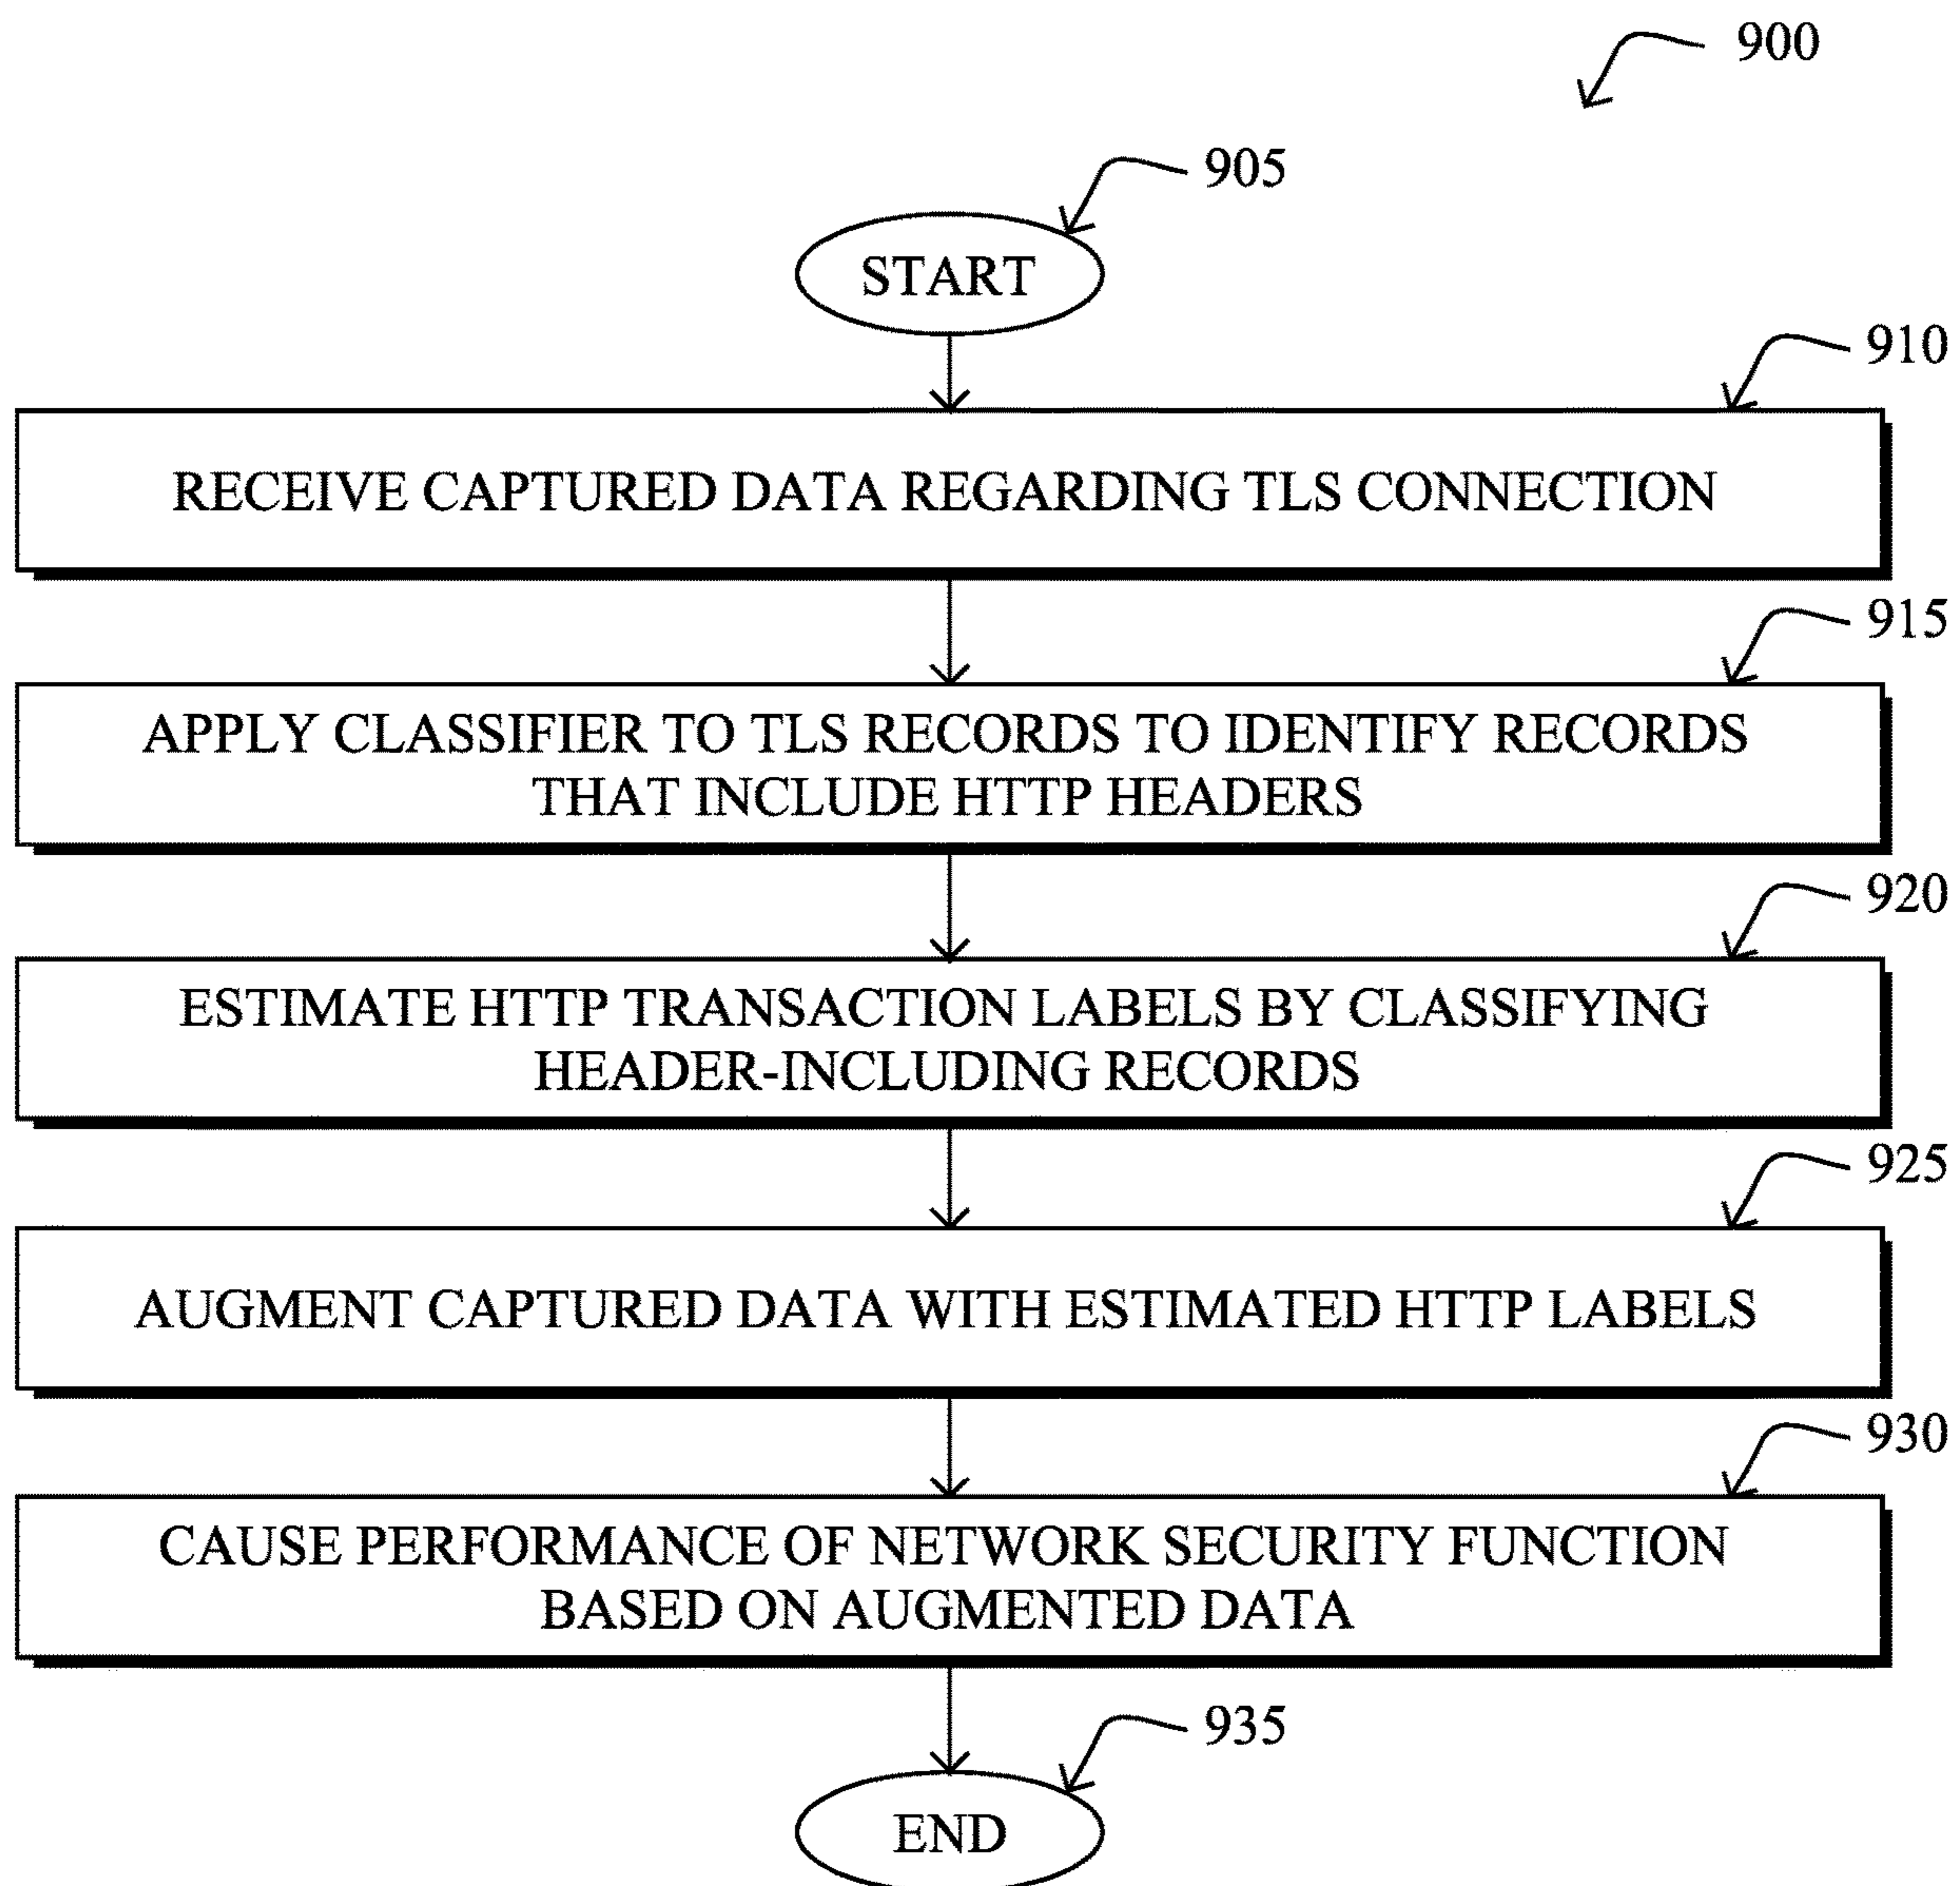 900
905
START
910
RECEIVE CAPTURED DATA REGARDING TLS CONNECTION
915
APPLY CLASSIFIER TO TLS RECORDS TO IDENTIFY RECORDS
THAT INCLUDE HTTP HEADERS
920
ESTIMATE HTTP TRANSACTION LABELS BY CLASSIFYING
HEADER-INCLUDING RECORDS
925
AUGMENT CAPTURED DATA WITH ESTIMATED HTTP LABELS
930
CAUSE PERFORMANCE OF NETWORK SECURITY FUNCTION
BASED ON AUGMENTED DATA
935
END